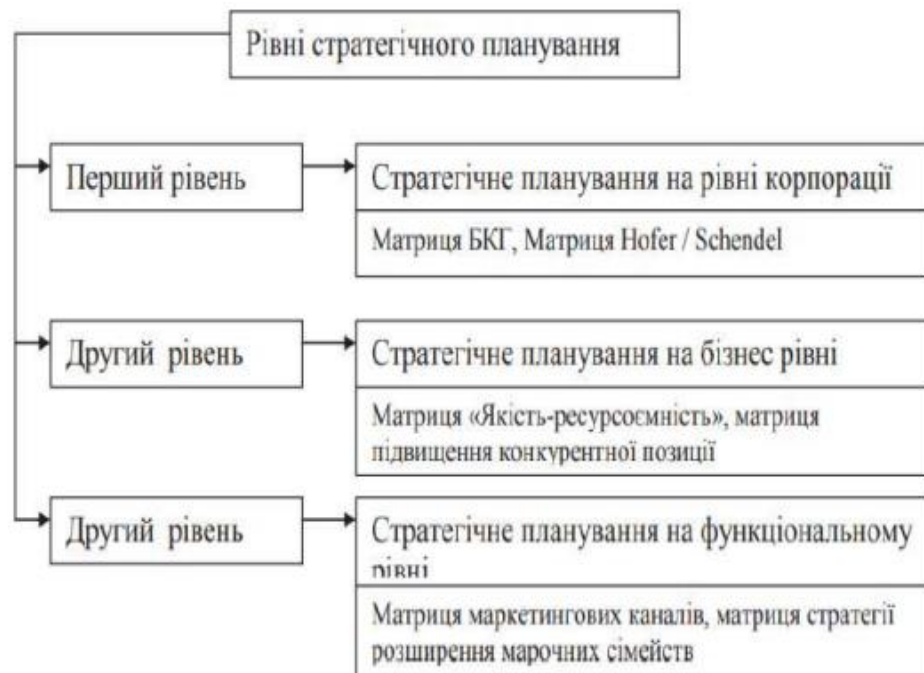 Рівні стратегічного планування
Перший рівень
Стратегічне планування на рівні корпорації
Матриця БКГ, Матриця Hofer / Schendel
Другий рівень
Стратегічне планування на бізнес рівні
Матриця «Якість-ресурсоємність», матриця
підвищення конкурентної позиції
Другий рівень
Стратегічне планування на функціональному
рівні
Матриця маркетингових каналів, матриця стратегії
розширення марочних сімейств